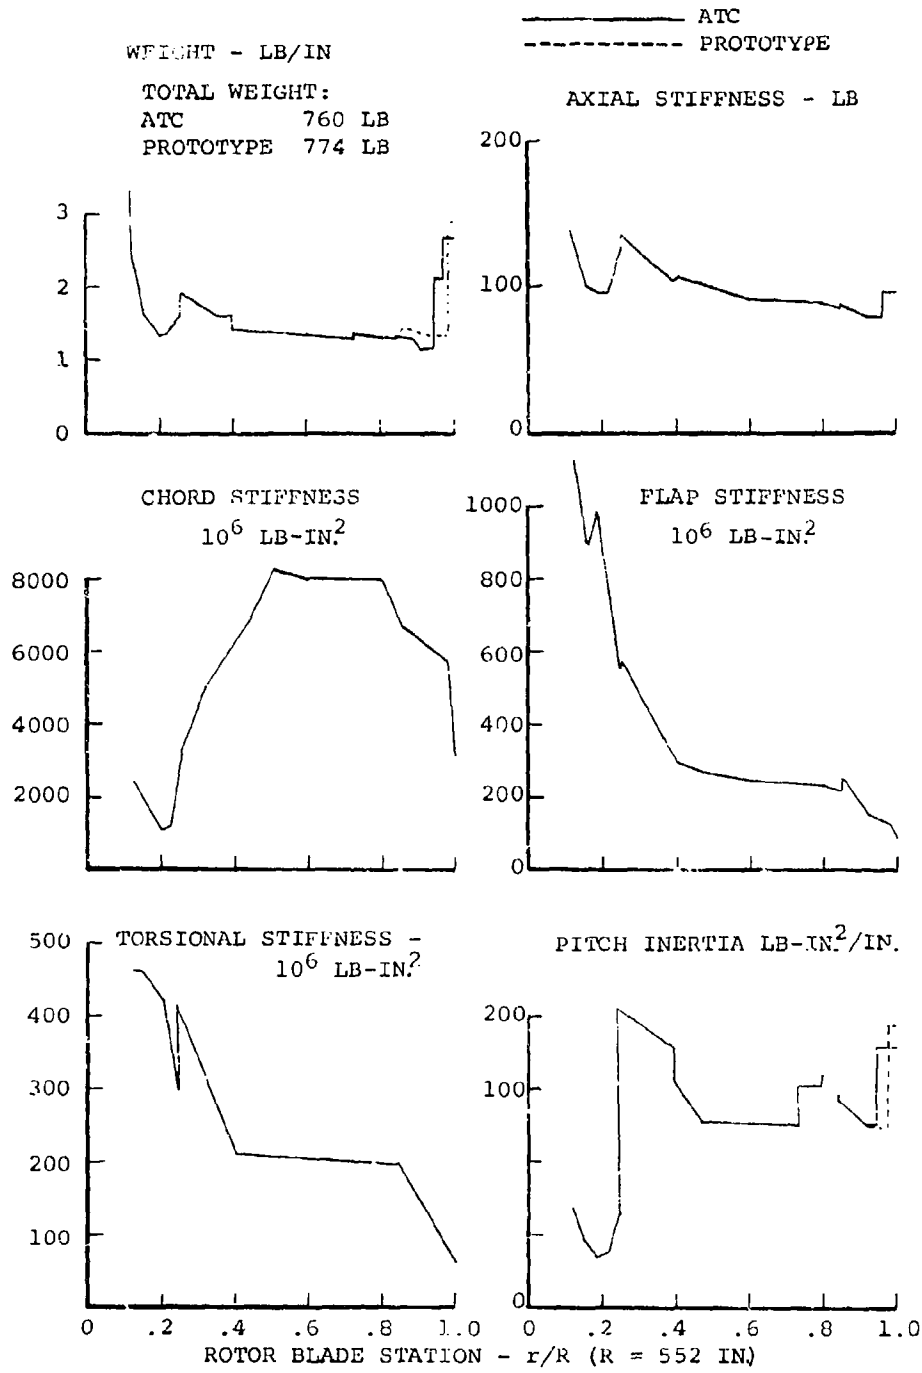 ATC
PROTOTYPE
WEIGHT - LB/IN
TOTAL WEIGHT:
ATC 760 LB
PROTOTYPE 774 LB
3
2
1
0
AXIAL STIFFNESS - LB
200
100
0
CHORD STIFFNESS
10⁶ LB-IN.²
8000
6000
4000
2000
FLAP STIFFNESS
10⁶ LB-IN.²
1000
800
600
400
200
0
TORSIONAL STIFFNESS -
10⁶ LB-IN.²
500
400
300
200
100
0 .2 .4 .6 .8 1.0
PITCH INERTIA LB-IN.²/IN.
200
100
0
0 .2 .4 .6 .8 1.0
ROTOR BLADE STATION - r/R (R = 552 IN.)